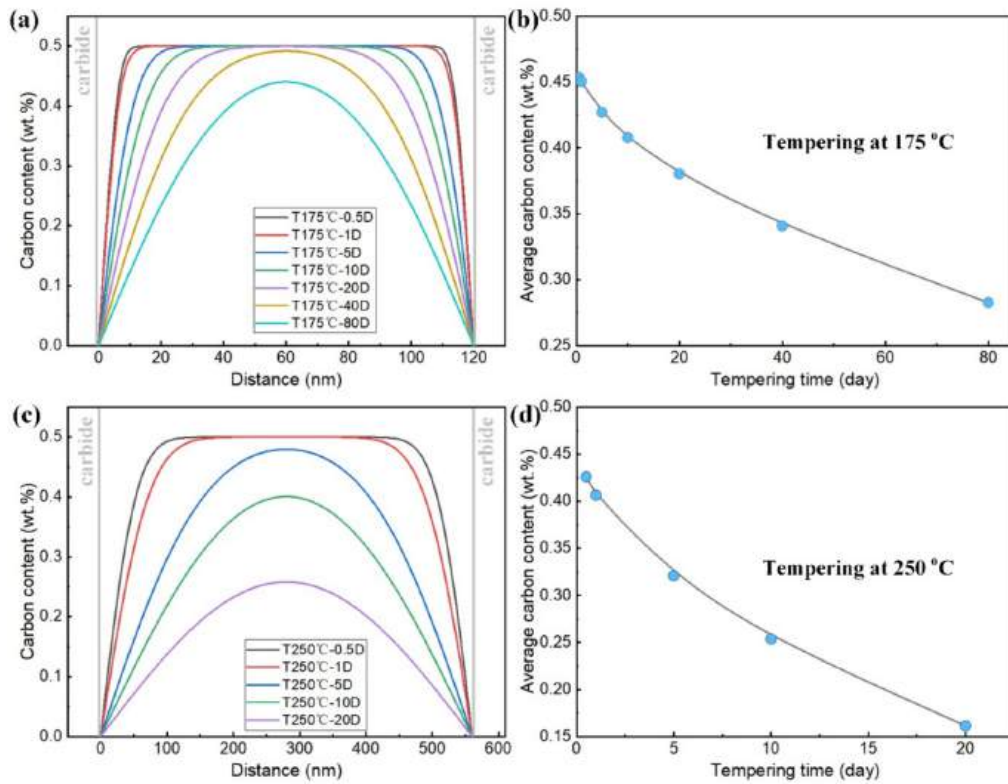 (a)
carbide
carbide
0.5
0.4
0.3
0.2
0.1
0.0
Carbon content (wt.%)
T175℃-0.5D
T175℃-1D
T175℃-5D
T175℃-10D
T175℃-20D
T175℃-40D
T175℃-80D
0 20 40 60 80 100 120
Distance (nm)
(b)
0.50
0.45
0.40
0.35
0.30
0.25
Average carbon content (wt.%)
Tempering at 175 °C
0 20 40 60 80
Tempering time (day)
(c)
carbide
carbide
0.5
0.4
0.3
0.2
0.1
0.0
Carbon content (wt.%)
T250℃-0.5D
T250℃-1D
T250℃-5D
T250℃-10D
T250℃-20D
0 100 200 300 400 500 600
Distance (nm)
(d)
0.50
0.45
0.40
0.35
0.30
0.25
0.20
0.15
Average carbon content (wt.%)
Tempering at 250 °C
0 5 10 15 20
Tempering time (day)